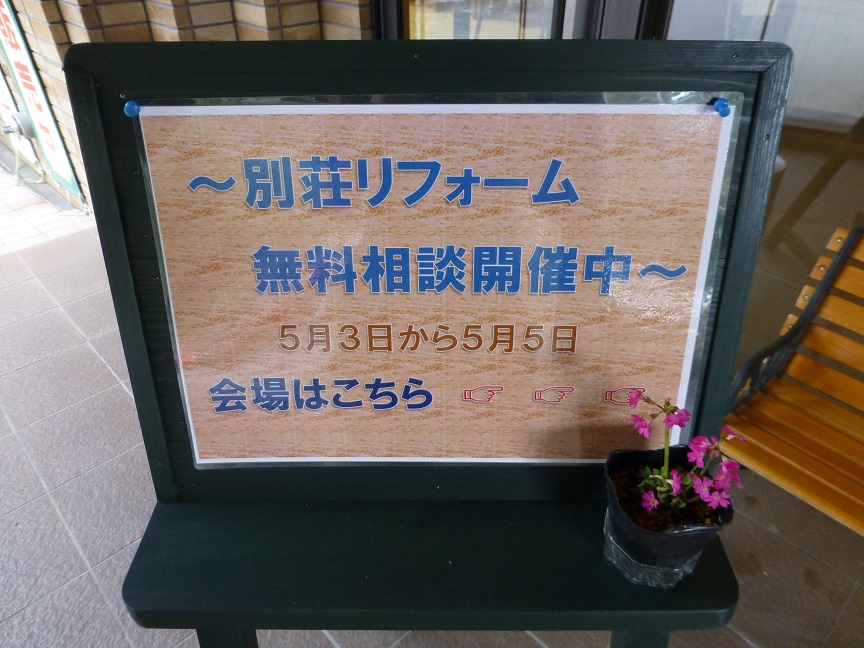 ～別荘リフォーム
無料相談開催中～
5月3日から5月5日
会場はこちら ☞ ☞ ☞